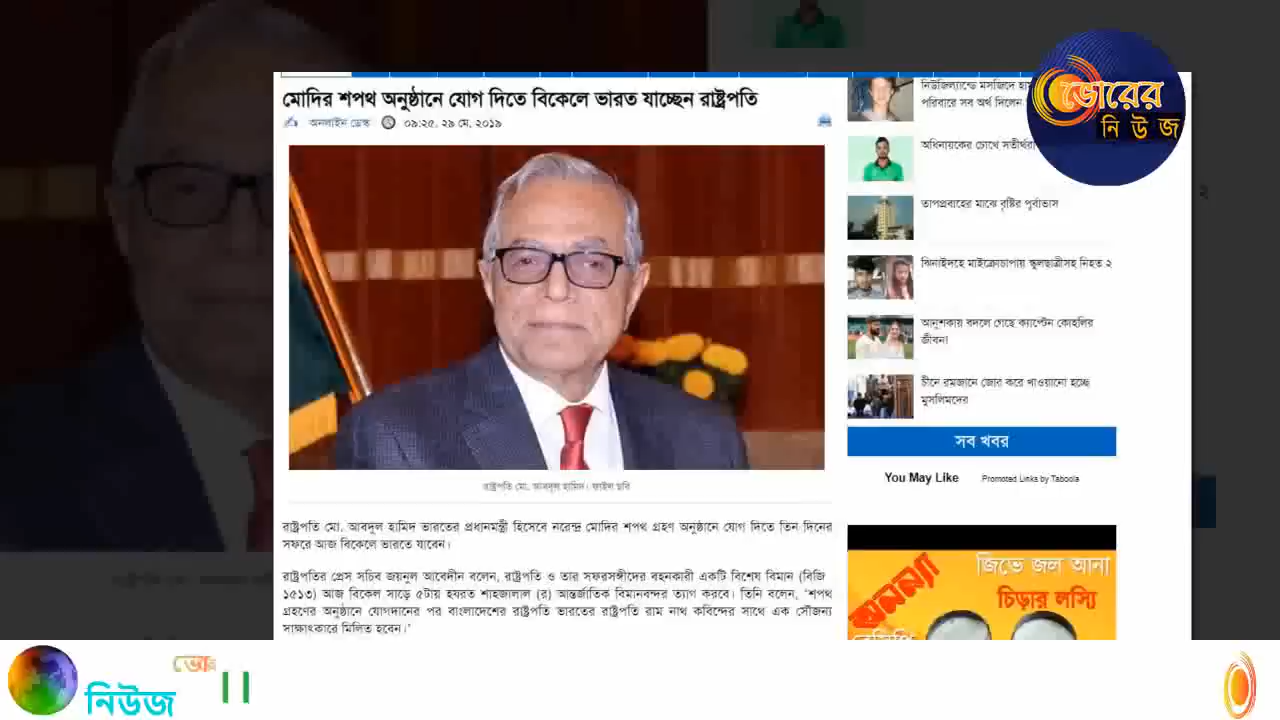 মোদির শপথ অনুষ্ঠানে যোগ দিতে বিকেলে ভারত যাচ্ছেন রাষ্ট্রপতি
অনলাইন ডেস্ক ০৯:২৫, ২৯ মে, ২০১৯
রাষ্ট্রপতি মো. আবদুল হামিদ। ফাইল ছবি
রাষ্ট্রপতি মো. আবদুল হামিদ ভারতের প্রধানমন্ত্রী হিসেবে নরেন্দ্র মোদির শপথ গ্রহণ অনুষ্ঠানে যোগ দিতে তিন দিনের
সফরে আজ বিকেলে ভারতে যাবেন।
রাষ্ট্রপতির প্রেস সচিব জয়নুল আবেদীন বলেন, রাষ্ট্রপতি ও তার সফরসঙ্গীদের বহনকারী একটি বিশেষ বিমান (বিজি
১৫১৩) আজ বিকেল সাড়ে ৫টায় হযরত শাহজালাল (র) আন্তর্জাতিক বিমানবন্দর ত্যাগ করবে। তিনি বলেন, “শপথ
গ্রহণের অনুষ্ঠানে যোগদানের পর বাংলাদেশের রাষ্ট্রপতি ভারতের রাষ্ট্রপতি রাম নাথ কবিন্দের সাথে এক সৌজন্য
সাক্ষাৎকারে মিলিত হবেন।’
নিউজিল্যান্ডে মসজিদে
পরিবারে সব অর্থ দিলেন
অধিনায়কের চোখে সতীর্থরা
তাপপ্রবাহের মাঝে বৃষ্টির পূর্বাভাস
ঝিনাইদহে মাইক্রোচাপায় স্কুলছাত্রীসহ নিহত ২
আনুশকায় বদলে গেছে ক্যাপ্টেন কোহলির
জীবন!
চীনে রমজানে জোর করে খাওয়ানো হচ্ছে
মুসলিমদের
সব খবর
You May Like Promoted Links by Taboola
অনন্যা
জিভে জল আনা
চিড়ার লস্যি
ভোরের
নিউজ
নিউজ